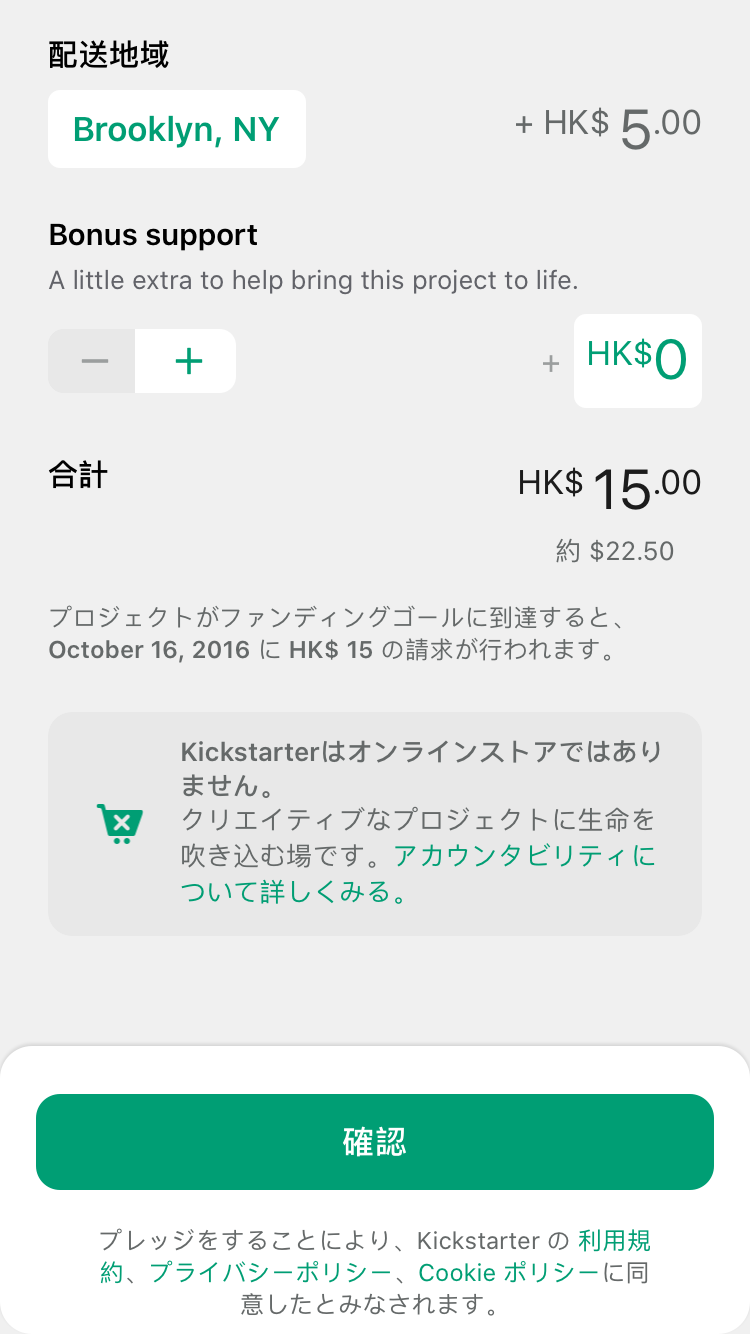 配送地域
Brooklyn, NY
+ HK$ 5.00
Bonus support
A little extra to help bring this project to life.
− +
+ HK$0
合計
HK$ 15.00
約 $22.50
プロジェクトがファンディングゴールに到達すると、
October 16, 2016 に HK$ 15 の請求が行われます。
Kickstarterはオンラインストアではあり
ません。
クリエイティブなプロジェクトに生命を
吹き込む場です。アカウンタビリティに
ついて詳しくみる。
確認
プレッジをすることにより、Kickstarter の 利用規
約、プライバシーポリシー、Cookie ポリシーに同
意したとみなされます。